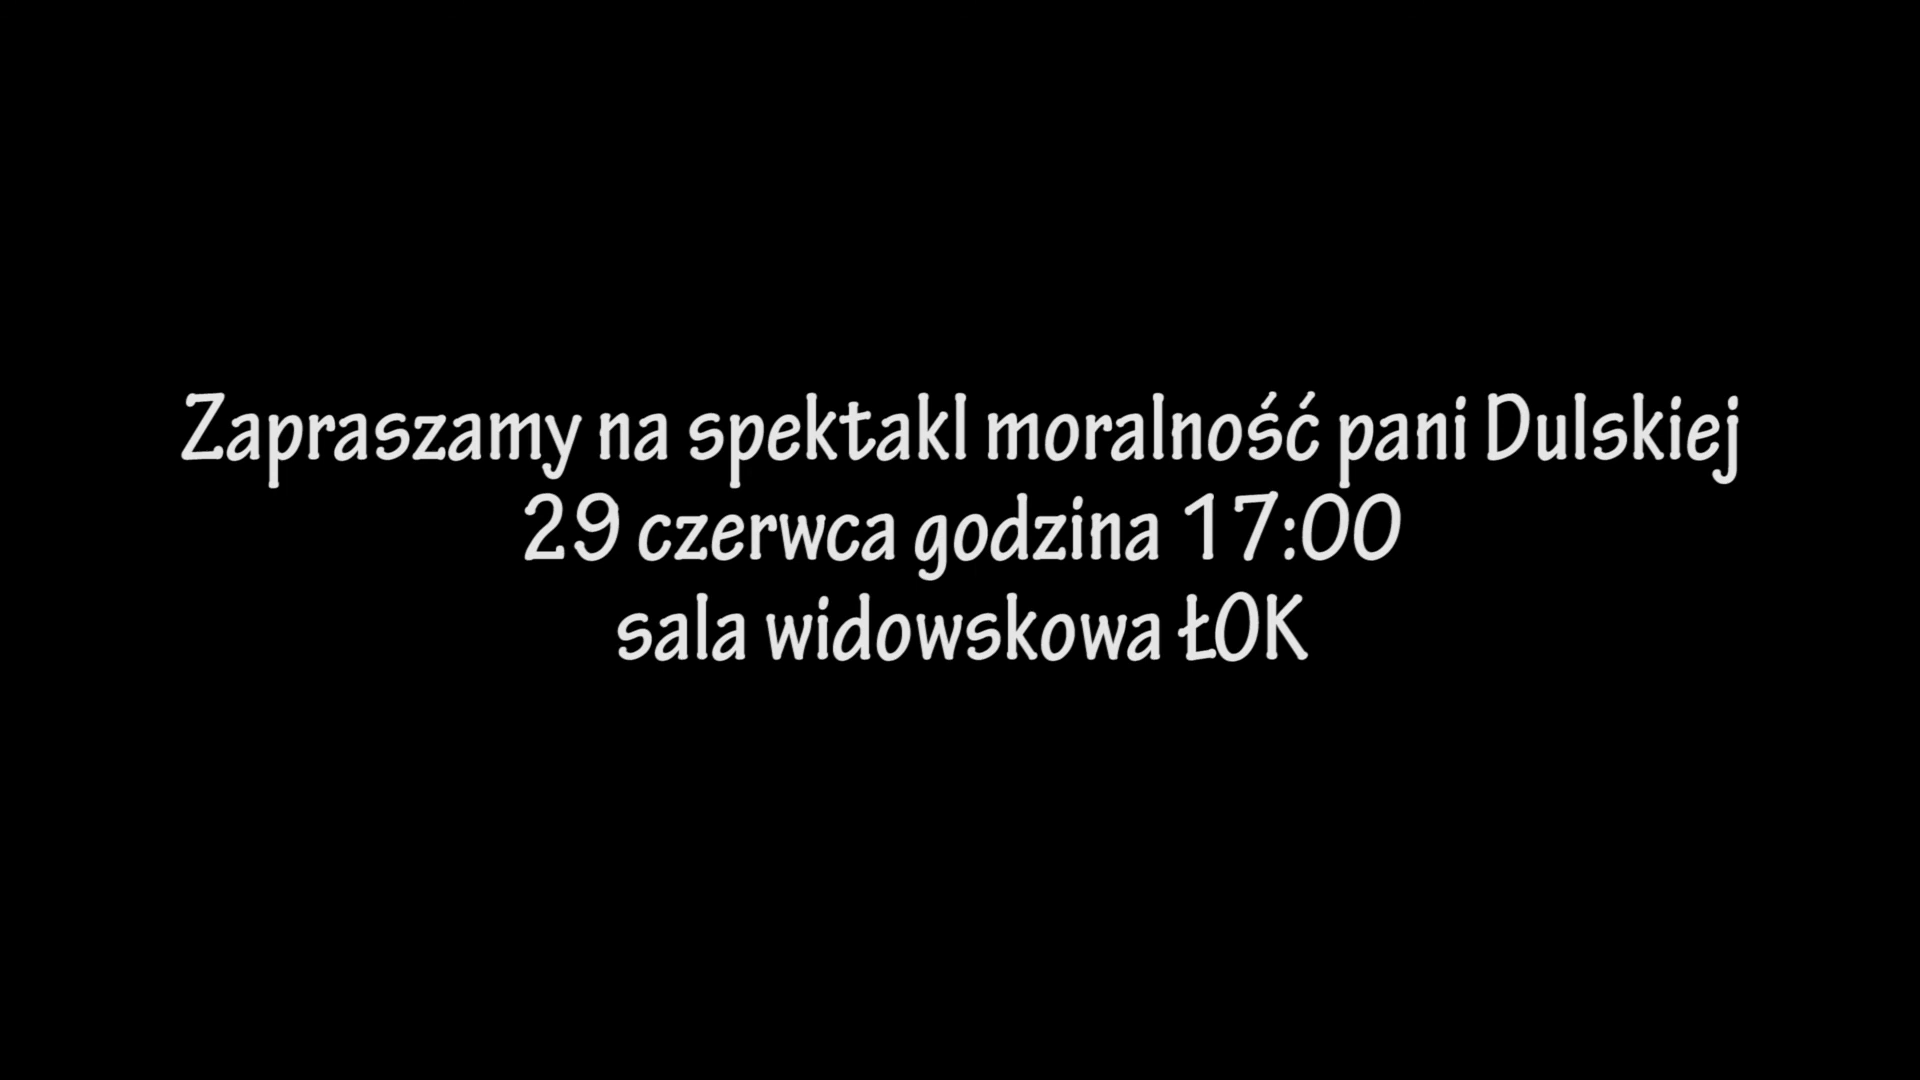 Zapraszamy na spektakl moralność pani Dulskiej
29 czerwca godzina 17:00
sala widowskowa ŁOK